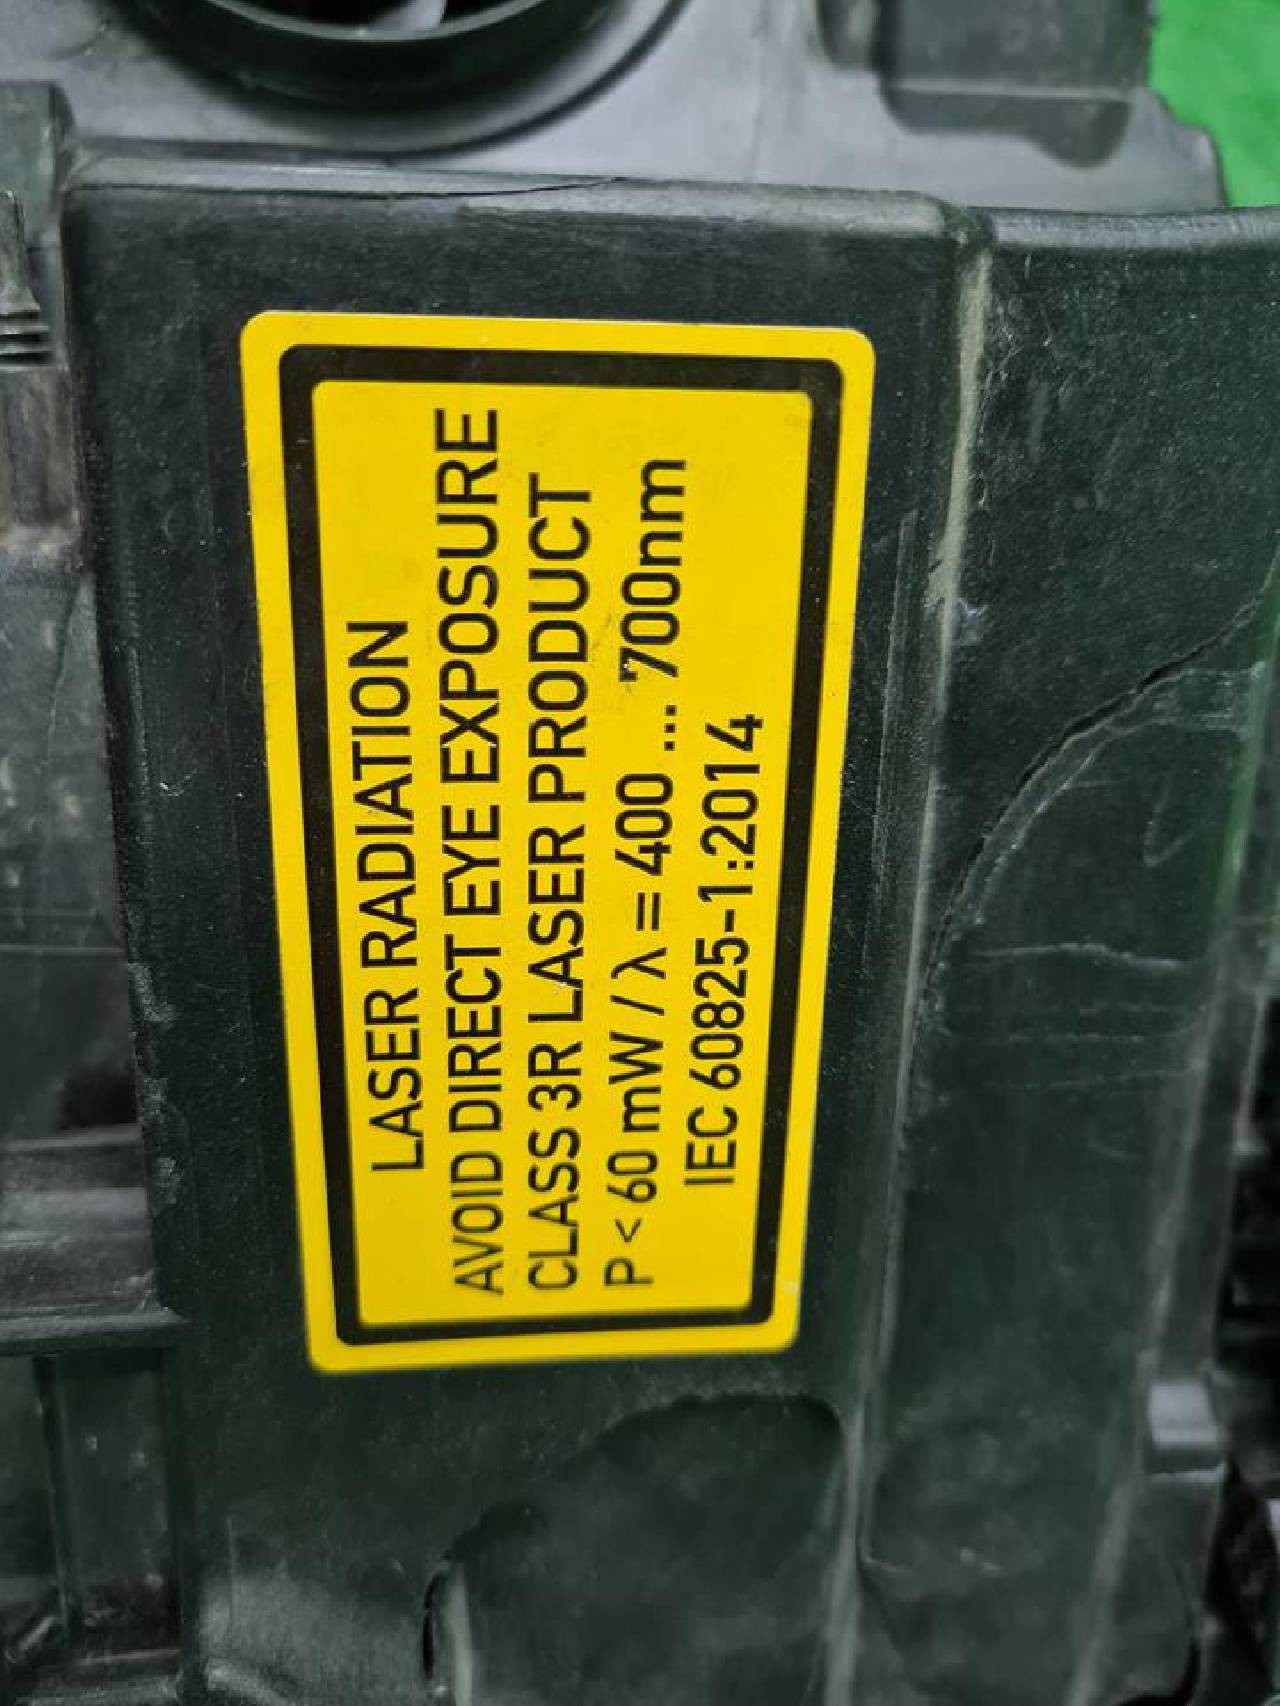 LASER RADIATION
AVOID DIRECT EYE EXPOSURE
CLASS 3R LASER PRODUCT
P < 60 mW / λ = 400 ... 700nm
IEC 60825-1:2014